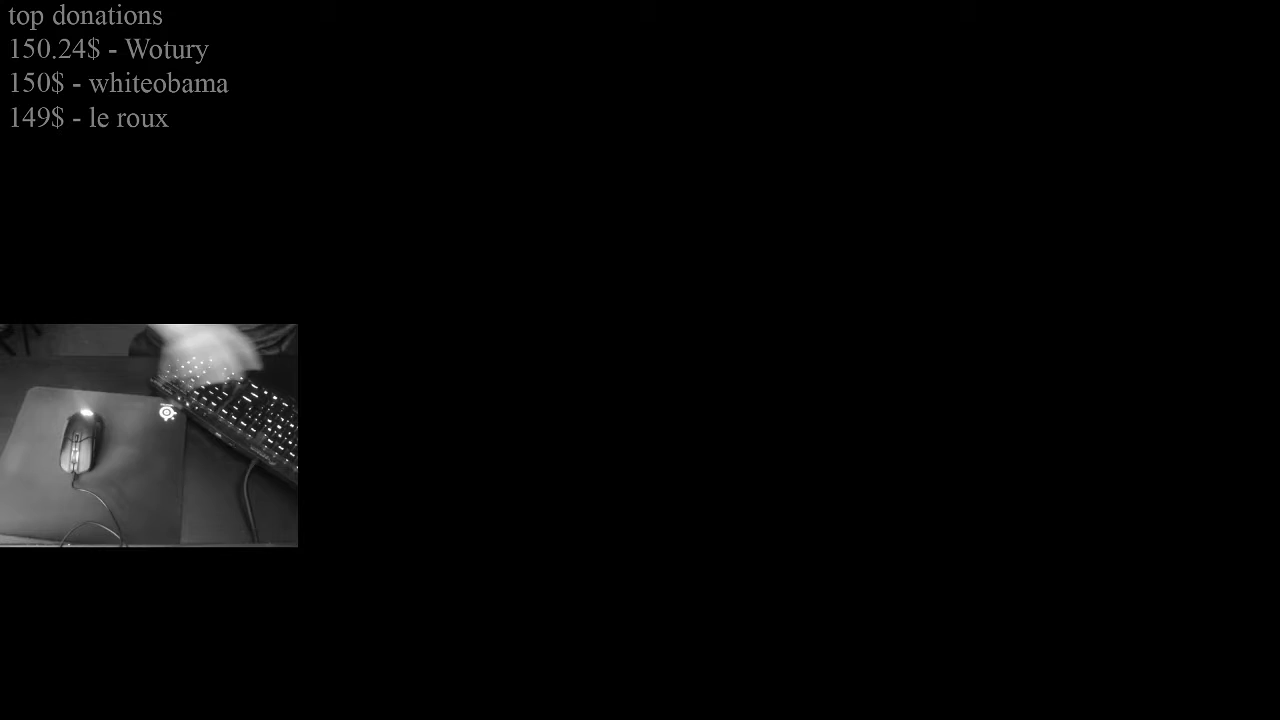 top donations
150.24$ - Wotury
150$ - whiteobama
149$ - le roux